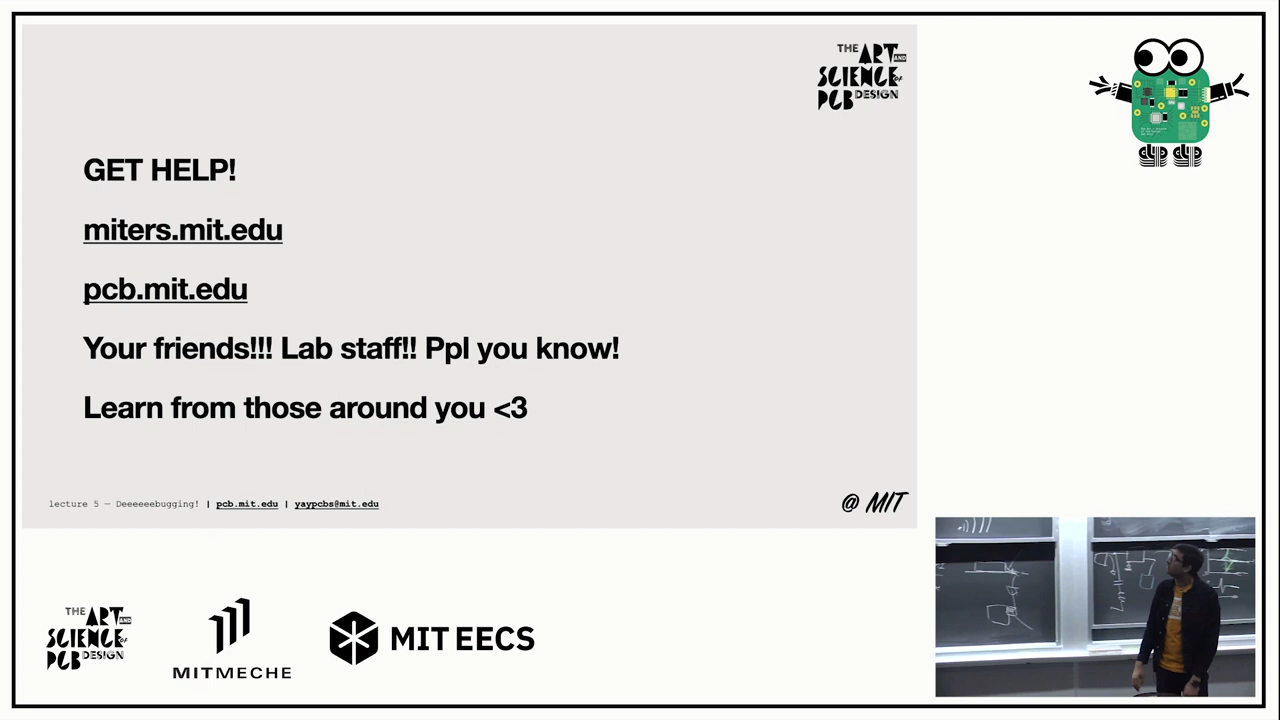 THE ART AND
SCIENCE OF
PCB DESIGN
GET HELP!
miters.mit.edu
pcb.mit.edu
Your friends!!! Lab staff!! Ppl you know!
Learn from those around you <3
lecture 5 — Deeeeeebugging! | pcb.mit.edu | yaypcbs@mit.edu
@ MIT
THE ART AND
SCIENCE OF
PCB DESIGN
MITMECHE
MIT EECS